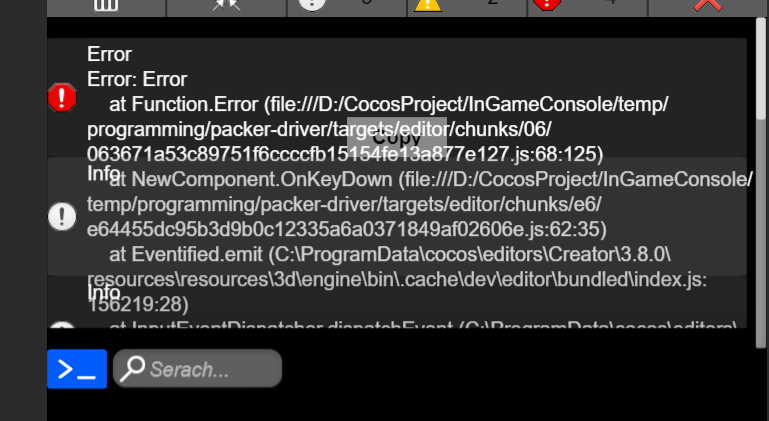 Error
Error: Error
at Function.Error (file:///D:/CocosProject/InGameConsole/temp/
programming/packer-driver/targets/editor/chunks/06/
Copy
063671a53c89751f6ccccfb15154fe13a877e127.js:68:125)
Info
at NewComponent.OnKeyDown (file:///D:/CocosProject/InGameConsole/
temp/programming/packer-driver/targets/editor/chunks/e6/
e64455dc95b3d9b0c12335a6a0371849af02606e.js:62:35)
at Eventified.emit (C:\ProgramData\cocos\editors\Creator\3.8.0\
resources\resources\3d\engine\bin\.cache\dev\editor\bundled\index.js:
Info
156219:28)
at InputEventDispatcher.dispatchEvent (C:\ProgramData\cocos\editors\
Serach...